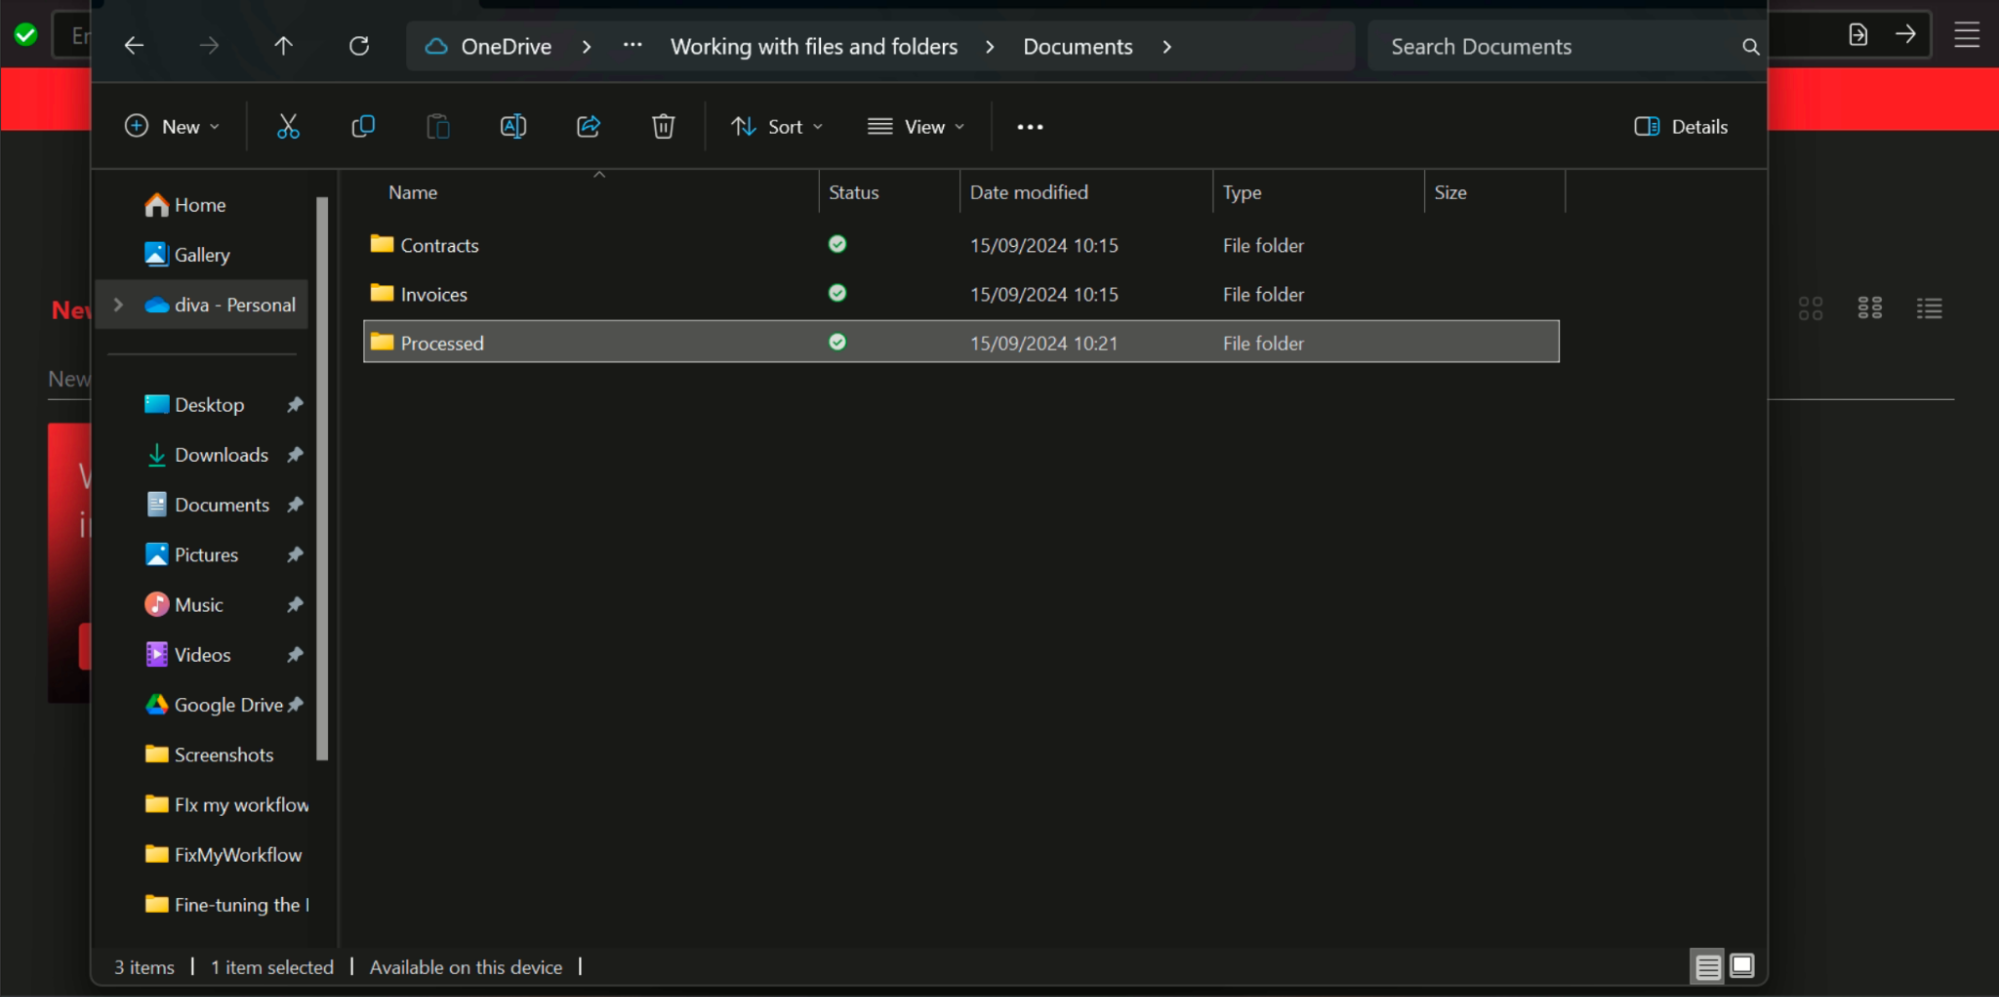 OneDrive > ··· Working with files and folders > Documents >
Search Documents
New
Sort
View
···
Details
Home
Gallery
diva - Personal
Desktop
Downloads
Documents
Pictures
Music
Videos
Google Drive
Screenshots
FIx my workflow
FixMyWorkflow
Fine-tuning the
Name Status Date modified Type Size
Contracts 15/09/2024 10:15 File folder
Invoices 15/09/2024 10:15 File folder
Processed 15/09/2024 10:21 File folder
3 items | 1 item selected | Available on this device |
New